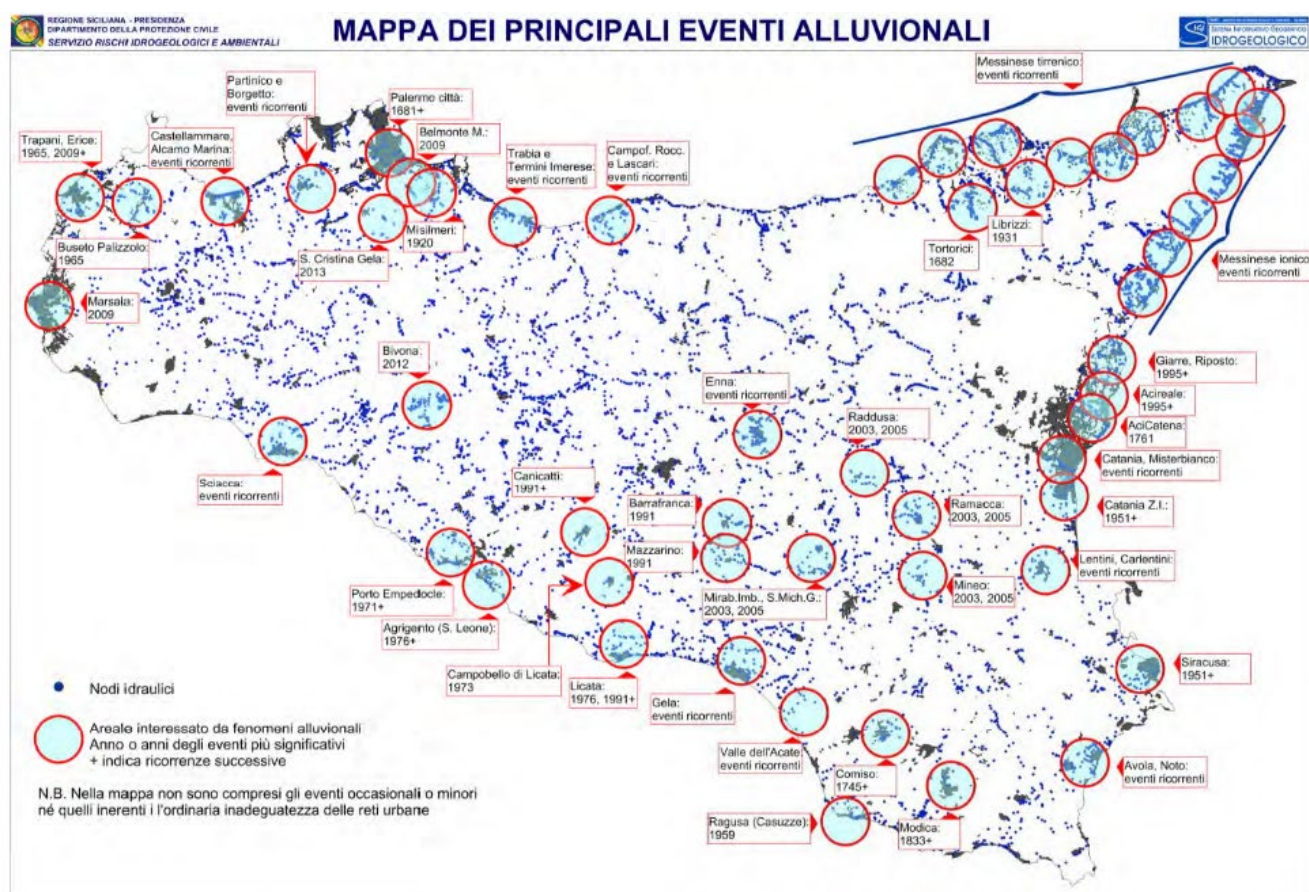 REGIONE SICILIANA - PRESIDENZA
DIPARTIMENTO DELLA PROTEZIONE CIVILE
SERVIZIO RISCHI IDROGEOLOGICI E AMBIENTALI
MAPPA DEI PRINCIPALI EVENTI ALLUVIONALI
SISTEMA INFORMATIVO GEOGRAFICO
IDROGEOLOGICO
Messinese tirrenico:
eventi ricorrenti
Partinico e
Borgetto:
eventi ricorrenti
Palermo città:
1681+
Belmonte M.:
2009
Trapani, Erice:
1965, 2009+
Castellammare,
Alcamo Marina:
eventi ricorrenti
Trabia e
Termini Imerese:
eventi ricorrenti
Campof. Rocc.
e Lascari:
eventi ricorrenti
Buseto Palizzolo:
1965
S. Cristina Gela:
2013
Misilmeri:
1920
Librizzi:
1931
Tortorici:
1682
Messinese ionico:
eventi ricorrenti
Marsala:
2009
Bivona:
2012
Giarre, Riposto:
1995+
Acireale:
1995+
AciCatena:
1761
Enna:
eventi ricorrenti
Raddusa:
2003, 2005
Catania, Misterbianco:
eventi ricorrenti
Sciacca:
eventi ricorrenti
Canicattì:
1991+
Barrafranca:
1991
Ramacca:
2003, 2005
Catania Z.I.:
1951+
Mazzarino:
1991
Lentini, Carlentini:
eventi ricorrenti
Porto Empedocle:
1971+
Mirab.Imb., S.Mich.G.:
2003, 2005
Mineo:
2003, 2005
Agrigento (S. Leone):
1976+
Campobello di Licata:
1973
Licata:
1976, 1991+
Gela:
eventi ricorrenti
Siracusa:
1951+
Valle dell'Acate:
eventi ricorrenti
Comiso:
1745+
Avola, Noto:
eventi ricorrenti
Ragusa (Casuzze):
1959
Modica:
1833+
Nodi idraulici
Areale interessato da fenomeni alluvionali
Anno o anni degli eventi più significativi
+ indica ricorrenze successive
N.B. Nella mappa non sono compresi gli eventi occasionali o minori
né quelli inerenti i l'ordinaria inadeguatezza delle reti urbane